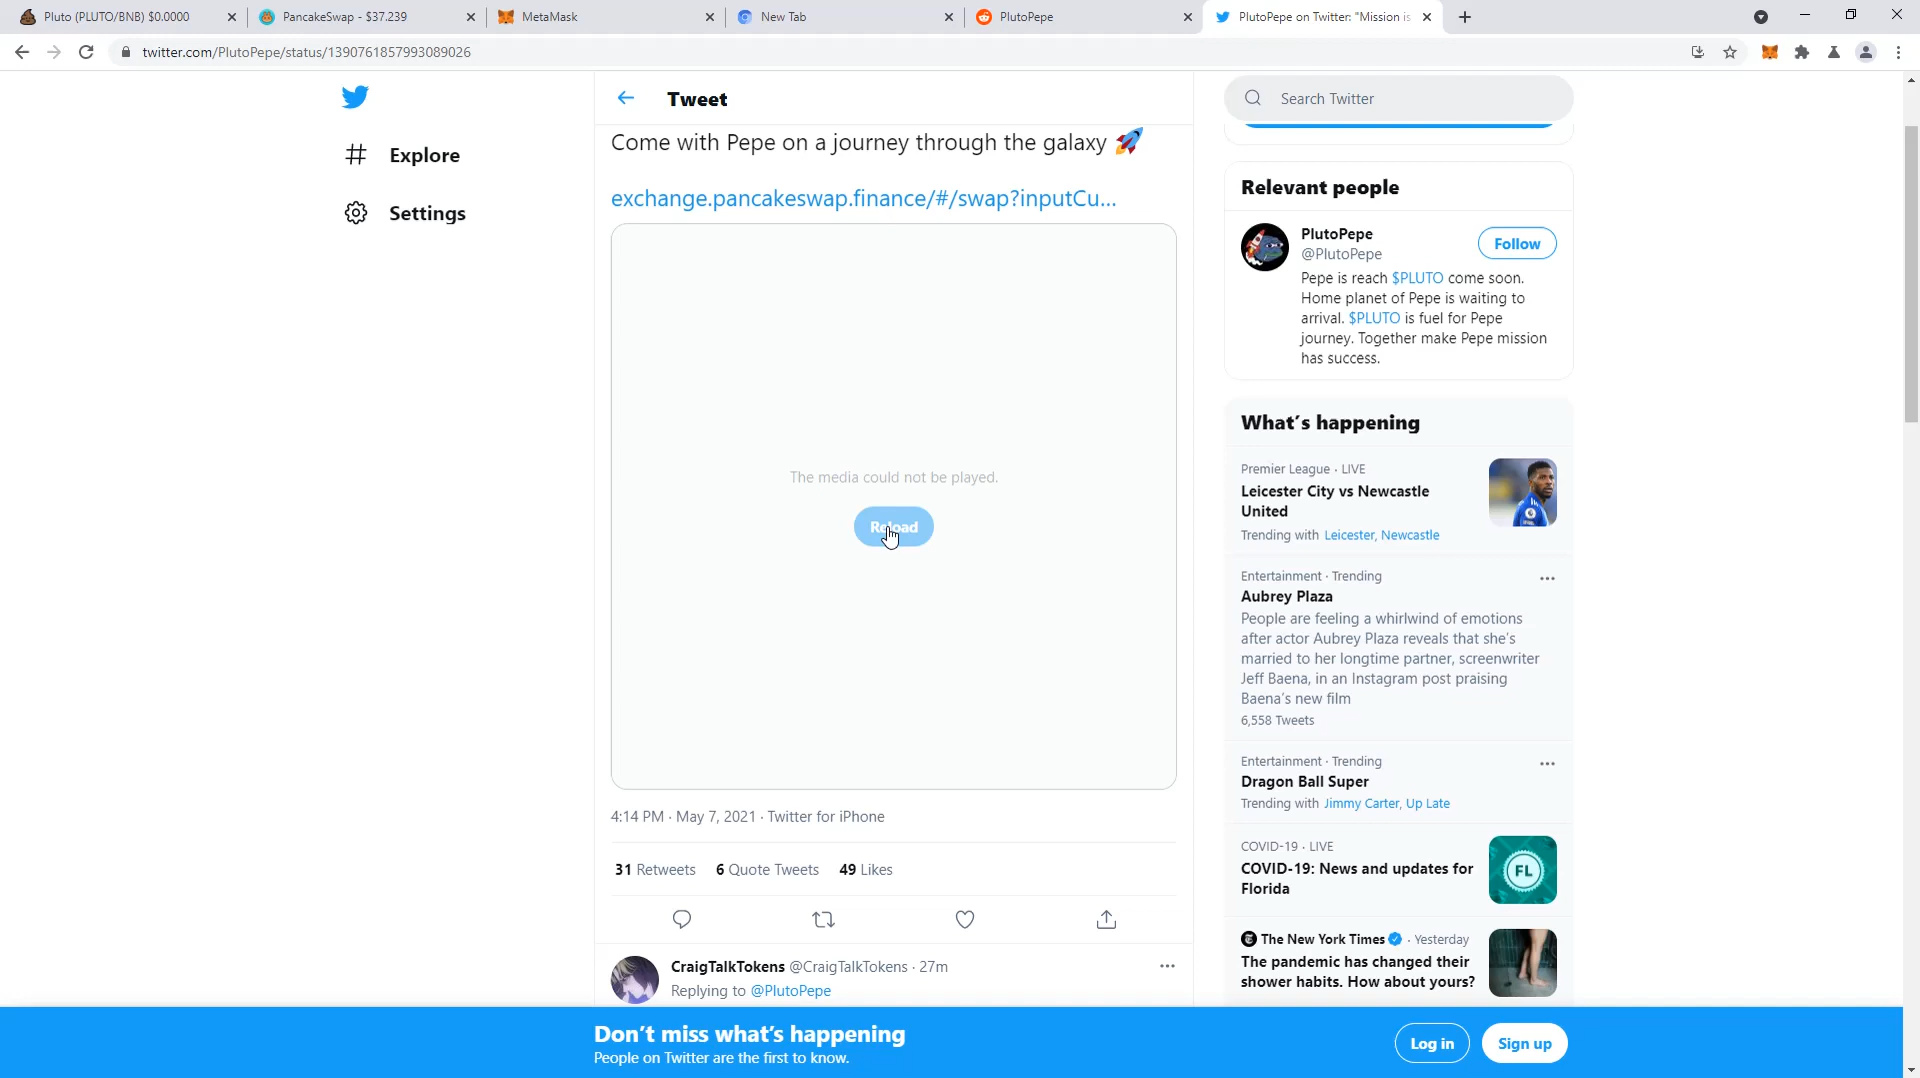 Pluto (PLUTO/BNB) $0.0000
PancakeSwap - $37.239
MetaMask
New Tab
PlutoPepe
PlutoPepe on Twitter: "Mission is
twitter.com/PlutoPepe/status/1390761857993089026
Explore
Settings
Tweet
Come with Pepe on a journey through the galaxy 🚀
exchange.pancakeswap.finance/#/swap?inputCu...
The media could not be played.
Reload
4:14 PM · May 7, 2021 · Twitter for iPhone
31 Retweets 6 Quote Tweets 49 Likes
CraigTalkTokens @CraigTalkTokens · 27m
Replying to @PlutoPepe
Search Twitter
Relevant people
PlutoPepe
@PlutoPepe
Follow
Pepe is reach $PLUTO come soon.
Home planet of Pepe is waiting to
arrival. $PLUTO is fuel for Pepe
journey. Together make Pepe mission
has success.
What's happening
Premier League · LIVE
Leicester City vs Newcastle
United
Trending with Leicester, Newcastle
Entertainment · Trending
Aubrey Plaza
People are feeling a whirlwind of emotions
after actor Aubrey Plaza reveals that she's
married to her longtime partner, screenwriter
Jeff Baena, in an Instagram post praising
Baena's new film
6,558 Tweets
Entertainment · Trending
Dragon Ball Super
Trending with Jimmy Carter, Up Late
COVID-19 · LIVE
COVID-19: News and updates for
Florida
FL
The New York Times · Yesterday
The pandemic has changed their
shower habits. How about yours?
Don't miss what's happening
People on Twitter are the first to know.
Log in
Sign up